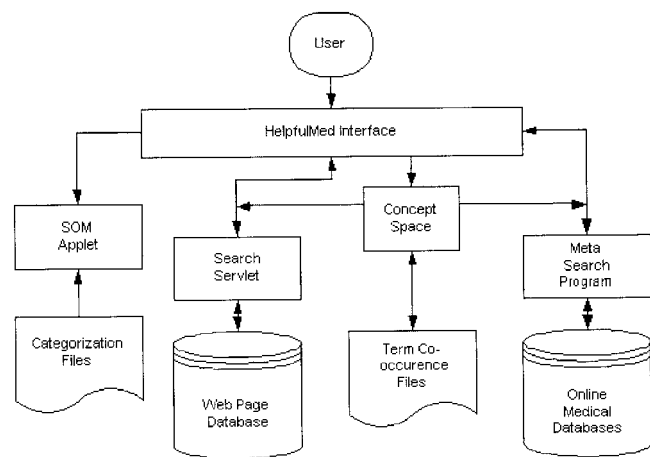 User
HelpfulMed Interface
SOM
Applet
Concept
Space
Search
Servlet
Meta
Search
Program
Categorization
Files
Term Co-
occurence
Files
Web Page
Database
Online
Medical
Databases